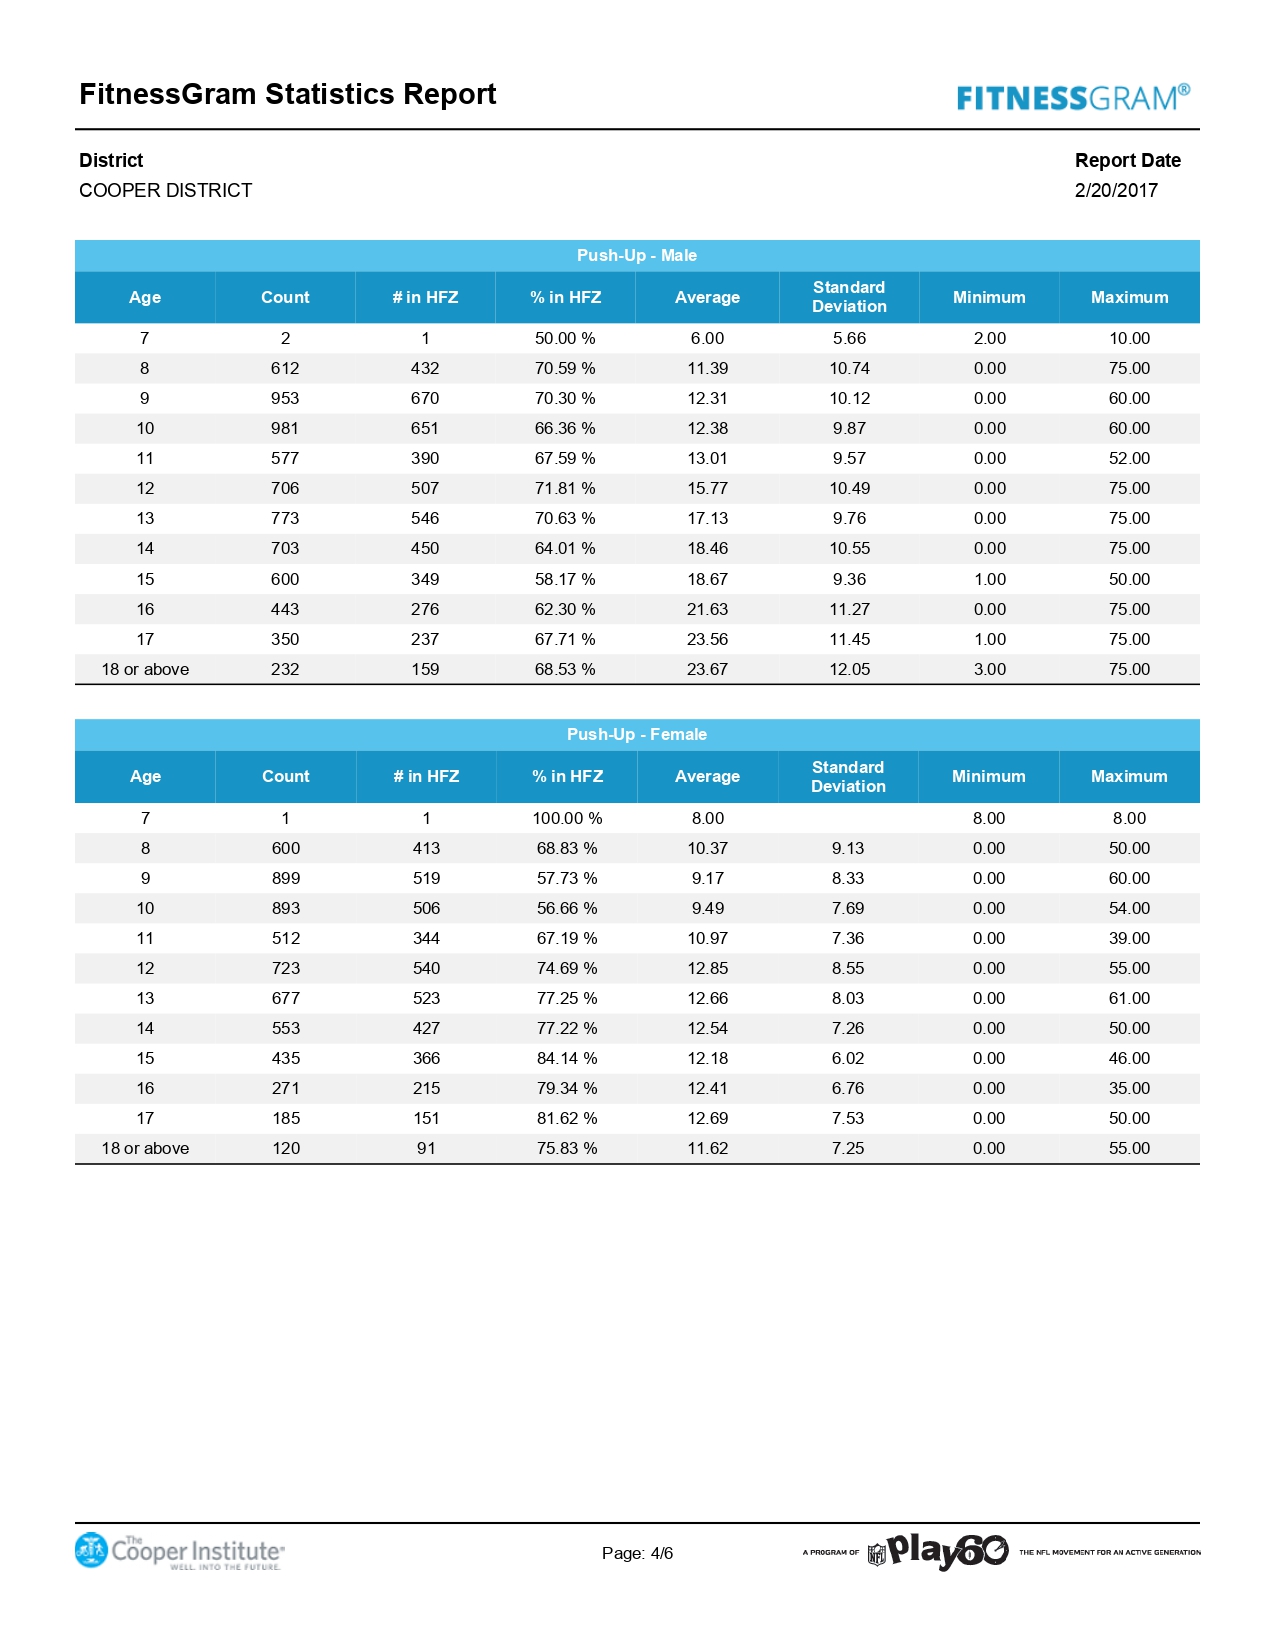 FitnessGram Statistics Report
FITNESSGRAM®
District
Report Date
COOPER DISTRICT
2/20/2017
Push-Up - Male
Age Count # in HFZ % in HFZ Average Standard Deviation Minimum Maximum
7 2 1 50.00 % 6.00 5.66 2.00 10.00
8 612 432 70.59 % 11.39 10.74 0.00 75.00
9 953 670 70.30 % 12.31 10.12 0.00 60.00
10 981 651 66.36 % 12.38 9.87 0.00 60.00
11 577 390 67.59 % 13.01 9.57 0.00 52.00
12 706 507 71.81 % 15.77 10.49 0.00 75.00
13 773 546 70.63 % 17.13 9.76 0.00 75.00
14 703 450 64.01 % 18.46 10.55 0.00 75.00
15 600 349 58.17 % 18.67 9.36 1.00 50.00
16 443 276 62.30 % 21.63 11.27 0.00 75.00
17 350 237 67.71 % 23.56 11.45 1.00 75.00
18 or above 232 159 68.53 % 23.67 12.05 3.00 75.00
Push-Up - Female
Age Count # in HFZ % in HFZ Average Standard Deviation Minimum Maximum
7 1 1 100.00 % 8.00 8.00 8.00
8 600 413 68.83 % 10.37 9.13 0.00 50.00
9 899 519 57.73 % 9.17 8.33 0.00 60.00
10 893 506 56.66 % 9.49 7.69 0.00 54.00
11 512 344 67.19 % 10.97 7.36 0.00 39.00
12 723 540 74.69 % 12.85 8.55 0.00 55.00
13 677 523 77.25 % 12.66 8.03 0.00 61.00
14 553 427 77.22 % 12.54 7.26 0.00 50.00
15 435 366 84.14 % 12.18 6.02 0.00 46.00
16 271 215 79.34 % 12.41 6.76 0.00 35.00
17 185 151 81.62 % 12.69 7.53 0.00 50.00
18 or above 120 91 75.83 % 11.62 7.25 0.00 55.00
The
Cooper Institute®
WELL. INTO THE FUTURE.
Page: 4/6
A PROGRAM OF NFL play60 THE NFL MOVEMENT FOR AN ACTIVE GENERATION